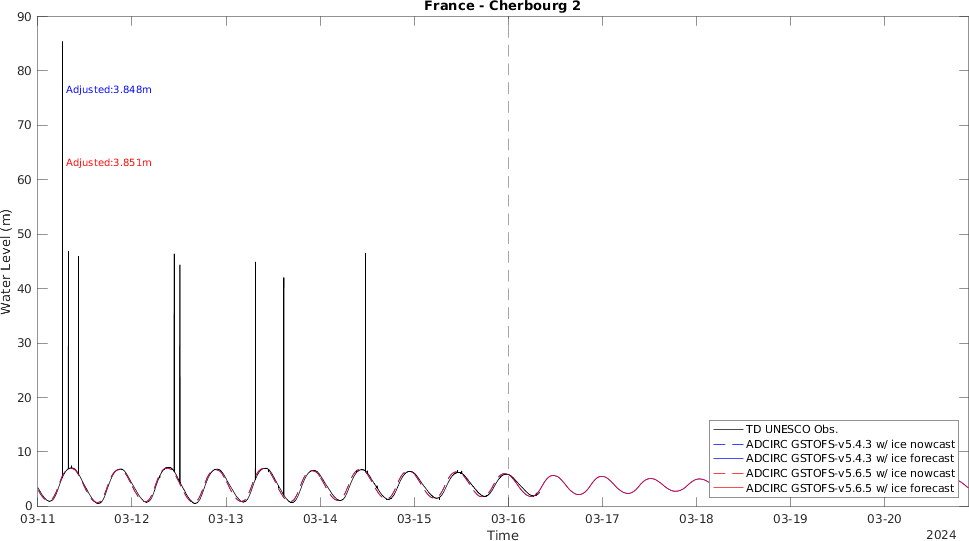 France - Cherbourg 2
90
80
70
60
50
40
30
20
10
0
Water Level (m)
Adjusted:3.848m
Adjusted:3.851m
TD UNESCO Obs.
ADCIRC GSTOFS-v5.4.3 w/ ice nowcast
ADCIRC GSTOFS-v5.4.3 w/ ice forecast
ADCIRC GSTOFS-v5.6.5 w/ ice nowcast
ADCIRC GSTOFS-v5.6.5 w/ ice forecast
03-11 03-12 03-13 03-14 03-15 03-16 03-17 03-18 03-19 03-20
Time
2024